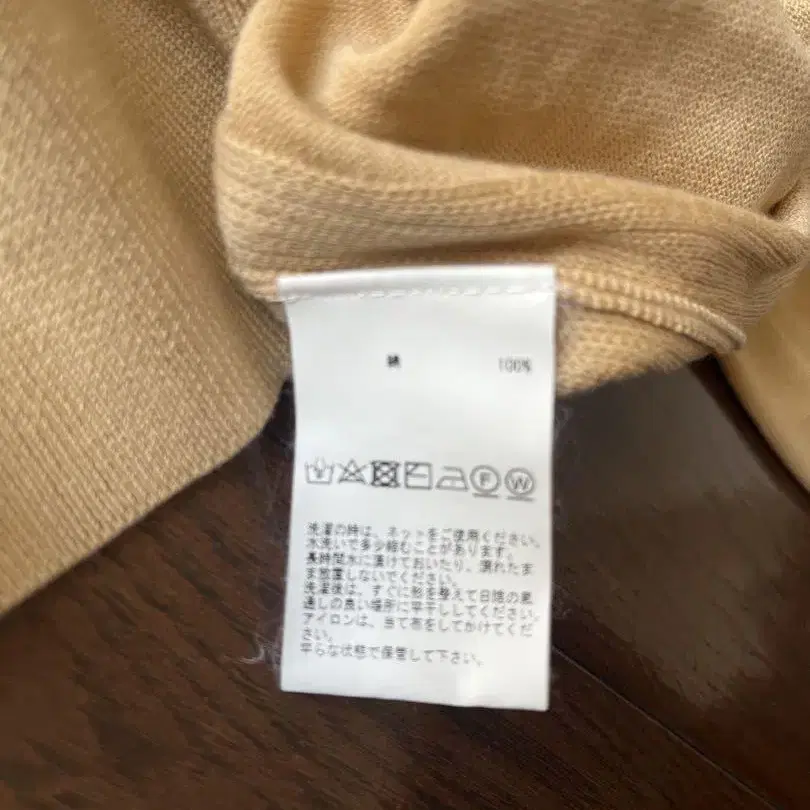 綿 100%
F W
洗濯の時は、ネットをご使用ください。
水洗いで多少縮むことがあります。
長時間水に漬けておいたり、濡れたま
ま放置しないでください。
洗濯後は、すぐに形を整えて日陰の風
通しの良い場所に平干ししてください。
アイロンは、当て布をしてかけてくだ
さい。
平らな状態で保管して下さい。